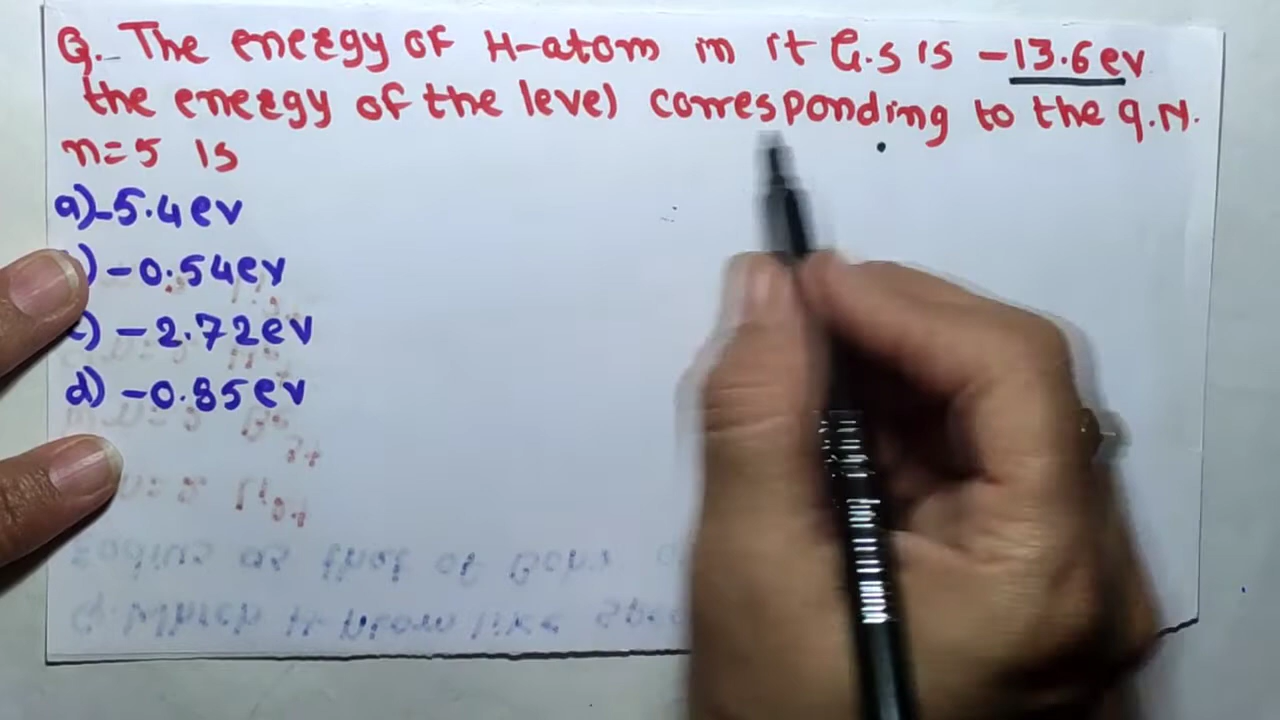 Q. The energy of H-atom in it G.S is -13.6ev
the energy of the level corresponding to the q.N.
n=5 is
a)-5.4ev
) -0.54ev
c) -2.72ev
d) -0.85ev